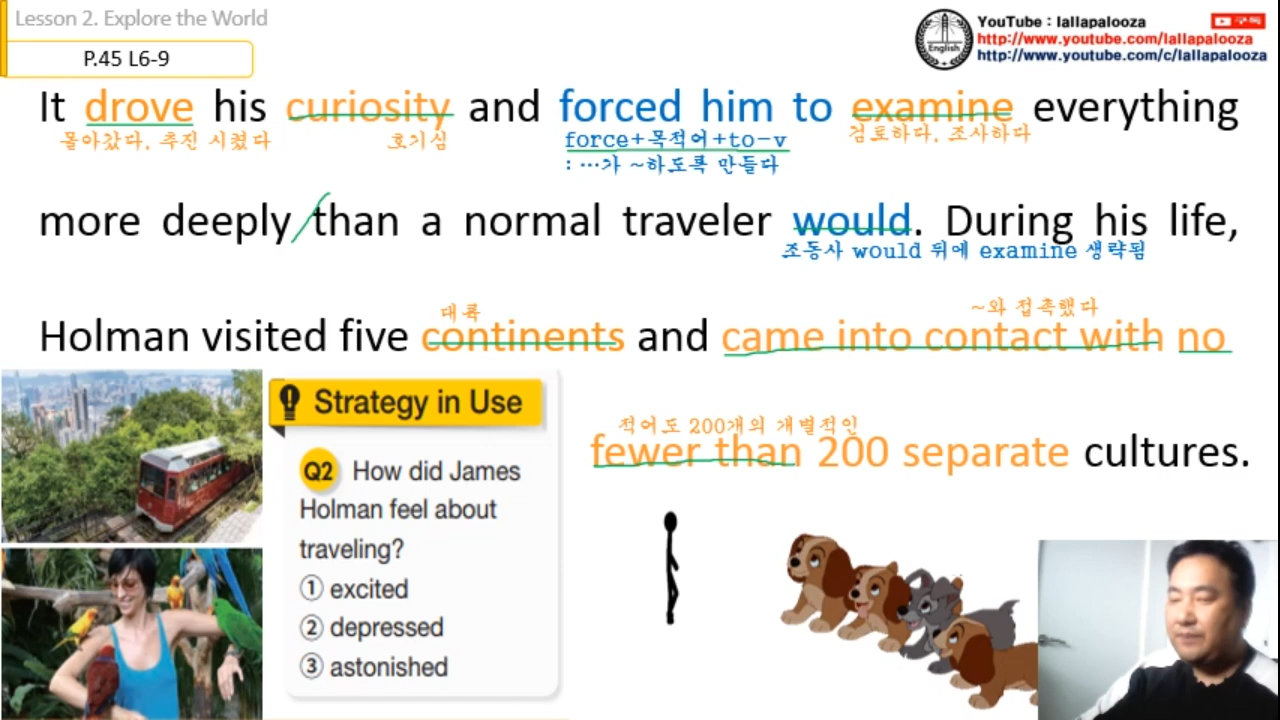 Lesson 2. Explore the World
P.45 L6-9
English
YouTube : lallapalooza
구독
http://www.youtube.com/lallapalooza
http://www.youtube.com/c/lallapalooza
It drove his curiosity and forced him to examine everything
몰아갔다, 추진 시켰다
호기심
force+목적어+to-v
검토하다, 조사하다
: …가 ~하도록 만들다
more deeply than a normal traveler would. During his life,
조동사 would 뒤에 examine 생략됨
대륙
~와 접촉했다
Holman visited five continents and came into contact with no
적어도 200개의 개별적인
fewer than 200 separate cultures.
Strategy in Use
Q2 How did James
Holman feel about
traveling?
① excited
② depressed
③ astonished